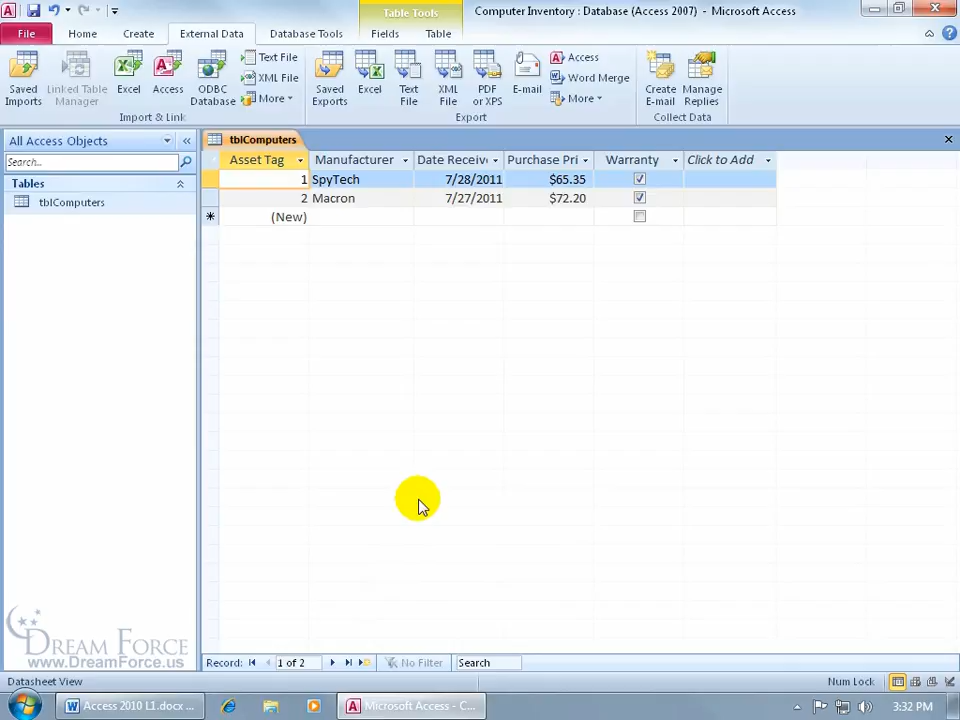 Table Tools
Computer Inventory : Database (Access 2007) - Microsoft Access
File
Home
Create
External Data
Database Tools
Fields
Table
Saved Imports
Linked Table Manager
Excel
Access
ODBC Database
Text File
XML File
More
Import & Link
Saved Exports
Excel
Text File
XML File
PDF or XPS
E-mail
Access
Word Merge
More
Export
Create E-mail
Manage Replies
Collect Data
All Access Objects
Search...
Tables
tblComputers
tblComputers
Asset Tag Manufacturer Date Receive Purchase Pri Warranty Click to Add
1 SpyTech 7/28/2011 $65.35
2 Macron 7/27/2011 $72.20
(New)
DREAM FORCE
www.DreamForce.us
Record: 1 of 2 No Filter Search
Datasheet View
Num Lock
Access 2010 L1.docx ...
Microsoft Access - C...
3:32 PM